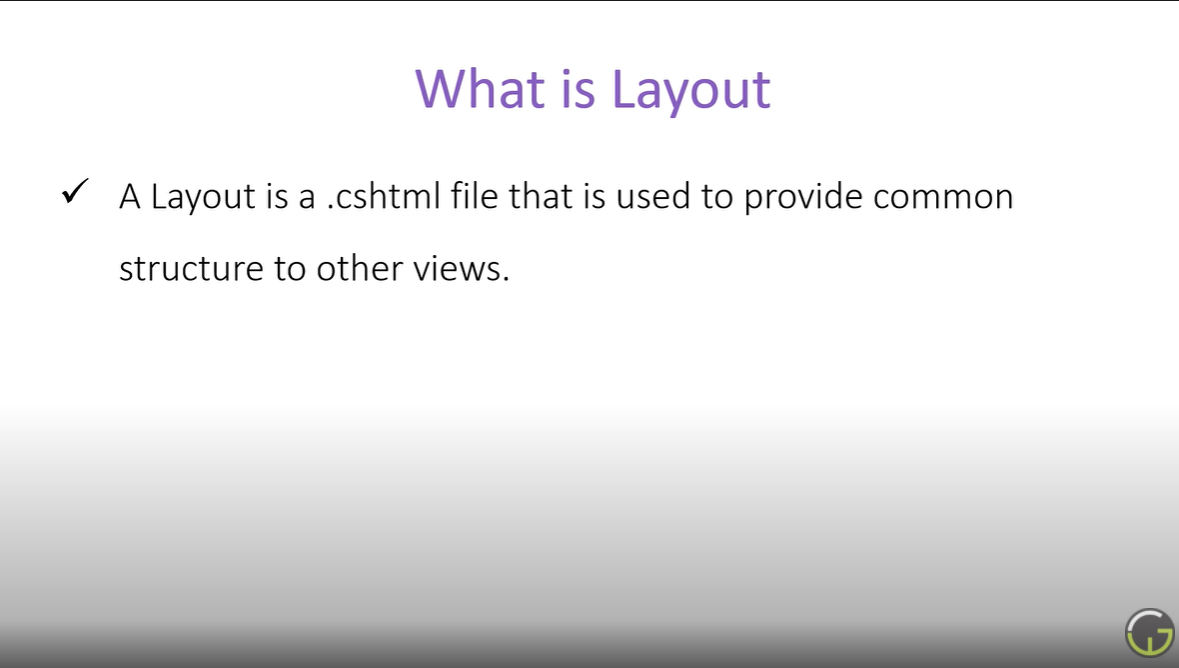 What is Layout
✓ A Layout is a .cshtml file that is used to provide common
structure to other views.